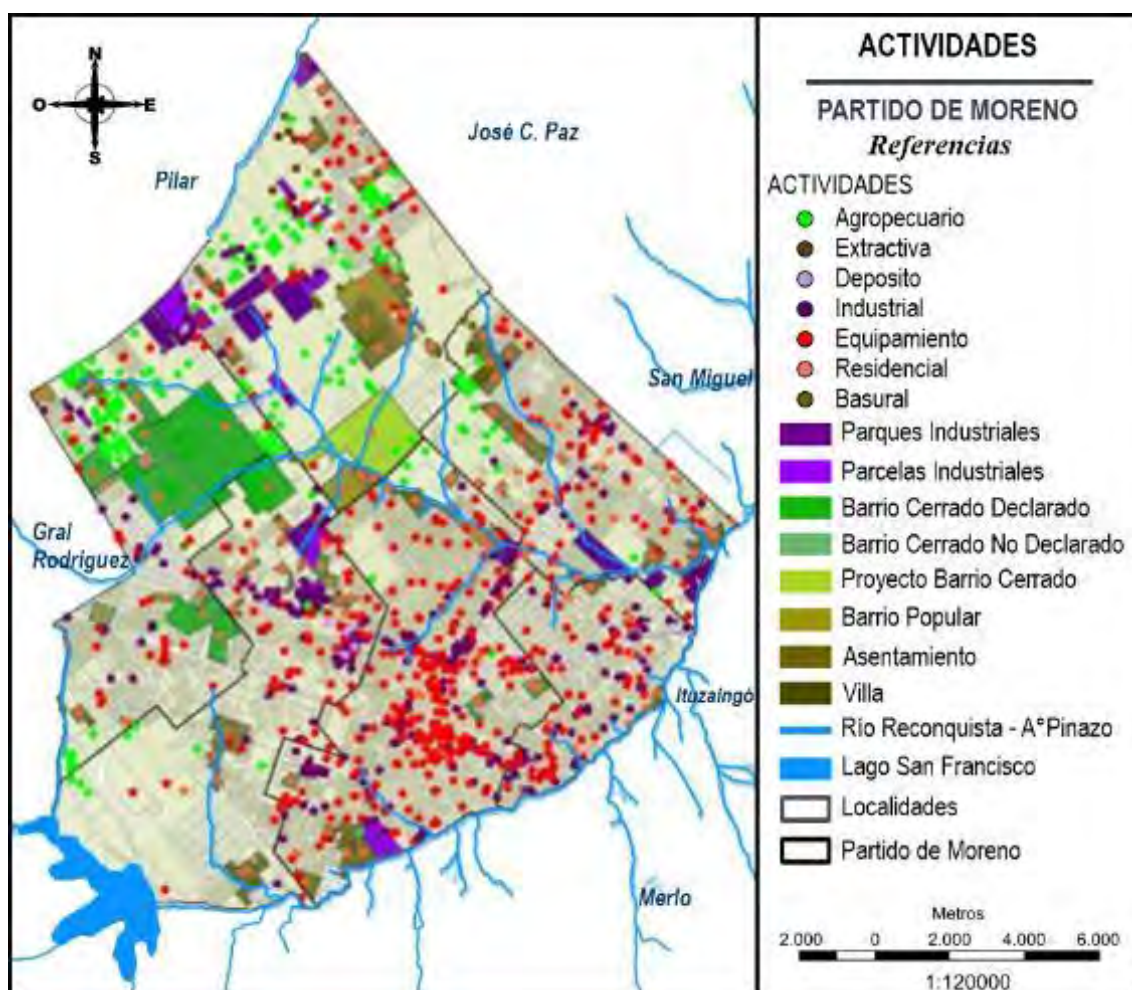 N
O
E
S
José C. Paz
Pilar
San Miguel
Gral
Rodriguez
Ituzaingò
Merlo
ACTIVIDADES
PARTIDO DE MORENO
Referencias
ACTIVIDADES
Agropecuario
Extractiva
Deposito
Industrial
Equipamiento
Residencial
Basural
Parques Industriales
Parcelas Industriales
Barrio Cerrado Declarado
Barrio Cerrado No Declarado
Proyecto Barrio Cerrado
Barrio Popular
Asentamiento
Villa
Río Reconquista - A°Pinazo
Lago San Francisco
Localidades
Partido de Moreno
Metros
2.000 0 2.000 4.000 6.000
1:120000